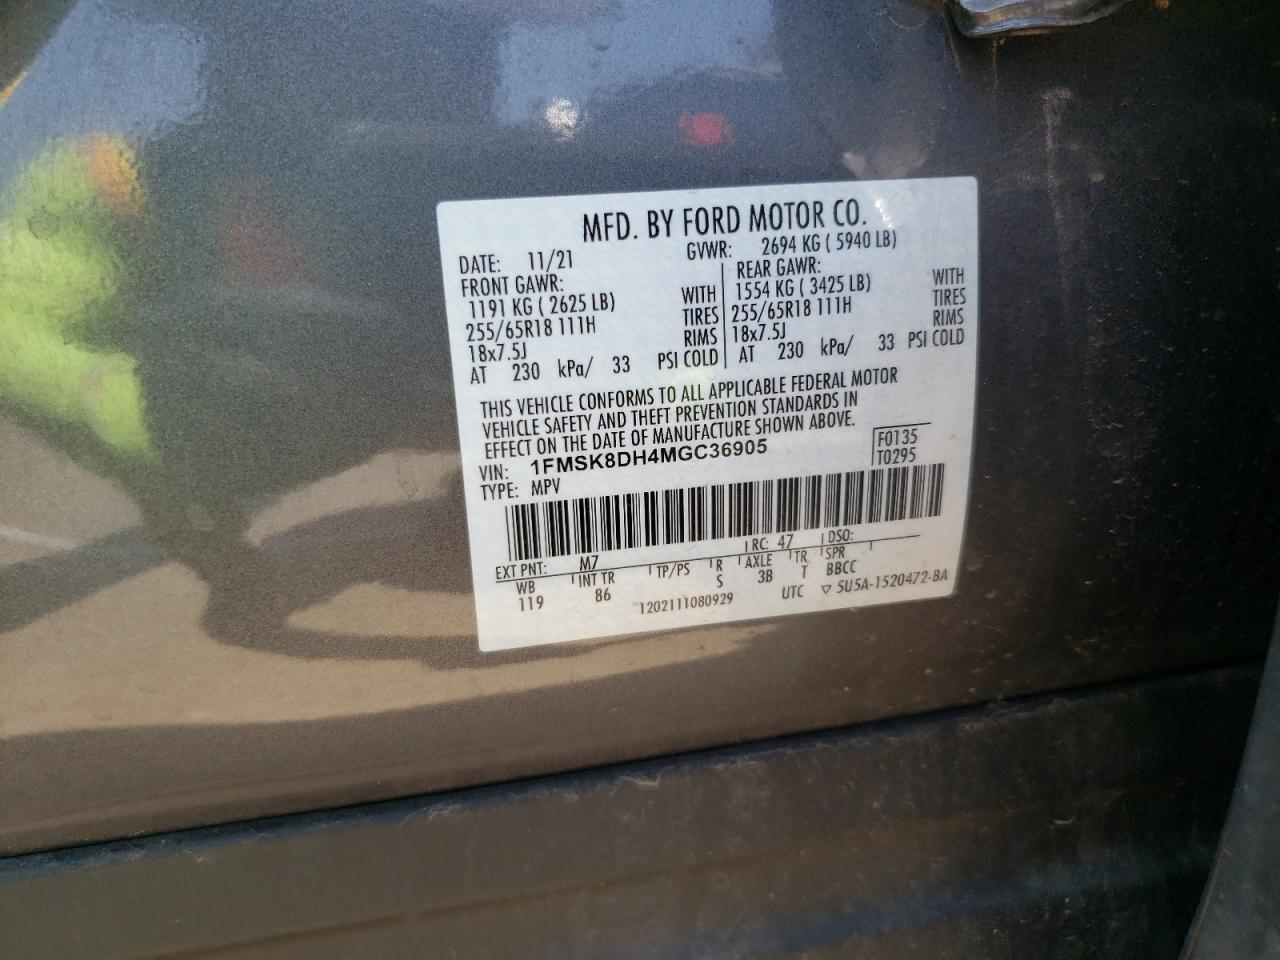 MFD. BY FORD MOTOR CO.
DATE: 11/21 GVWR: 2694 KG ( 5940 LB)
FRONT GAWR: REAR GAWR:
1191 KG ( 2625 LB) WITH 1554 KG ( 3425 LB) WITH
255/65R18 111H TIRES 255/65R18 111H TIRES
18x7.5J RIMS 18x7.5J RIMS
AT 230 kPa/ 33 PSI COLD AT 230 kPa/ 33 PSI COLD
THIS VEHICLE CONFORMS TO ALL APPLICABLE FEDERAL MOTOR
VEHICLE SAFETY AND THEFT PREVENTION STANDARDS IN
EFFECT ON THE DATE OF MANUFACTURE SHOWN ABOVE.
VIN: 1FMSK8DH4MGC36905 F0135
TYPE: MPV T0295
EXT PNT: M7 RC: 47 DSO:
WB INT TR TP/PS R AXLE TR SPR
119 86 S 3B T BBCC
1202111080929 UTC ▽ 5U5A-1520472-BA